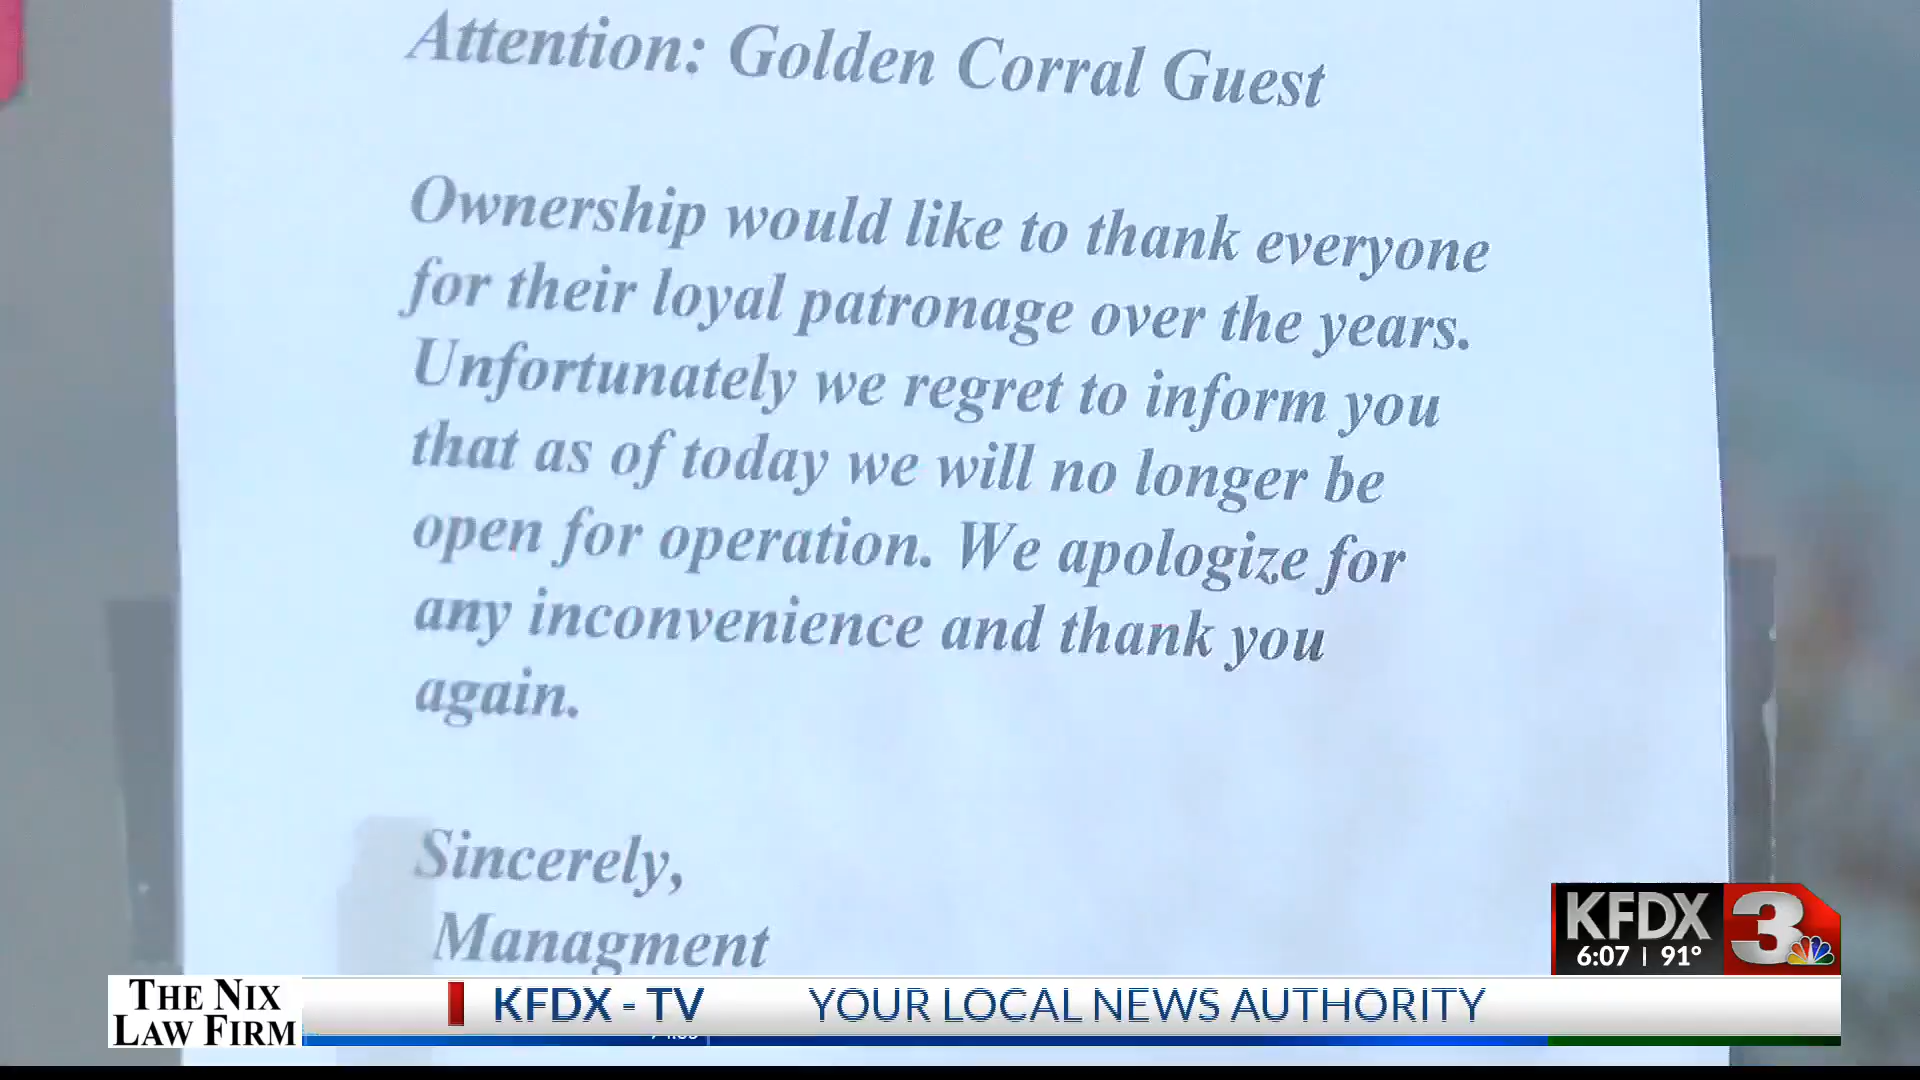 Attention: Golden Corral Guest
Ownership would like to thank everyone
for their loyal patronage over the years.
Unfortunately we regret to inform you
that as of today we will no longer be
open for operation. We apologize for
any inconvenience and thank you
again.
Sincerely,
Managment
KFDX 3
6:07 | 91°
THE NIX
LAW FIRM
KFDX - TV YOUR LOCAL NEWS AUTHORITY